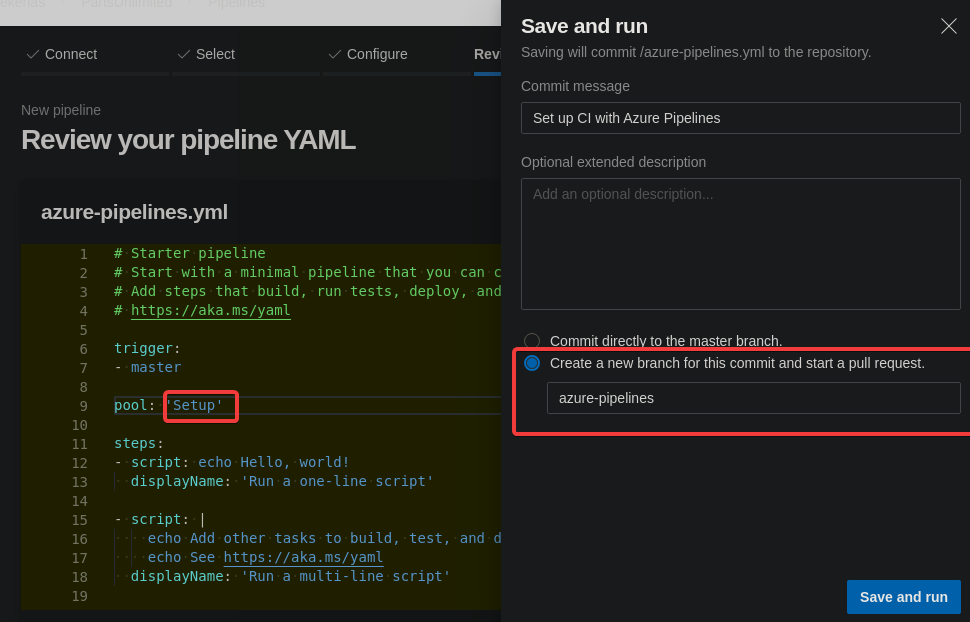 PartsUnlimited
Pipelines
Connect
Select
Configure
New pipeline
Review your pipeline YAML
azure-pipelines.yml
1 # Starter pipeline
2 # Start with a minimal pipeline that you can c
3 # Add steps that build, run tests, deploy, and
4 # https://aka.ms/yaml
5
6 trigger:
7 - master
8
9 pool: 'Setup'
10
11 steps:
12 - script: echo Hello, world!
13 displayName: 'Run a one-line script'
14
15 - script: |
16 echo Add other tasks to build, test, and d
17 echo See https://aka.ms/yaml
18 displayName: 'Run a multi-line script'
19
Save and run
Saving will commit /azure-pipelines.yml to the repository.
Commit message
Set up CI with Azure Pipelines
Optional extended description
Add an optional description...
Commit directly to the master branch.
Create a new branch for this commit and start a pull request.
azure-pipelines
Save and run